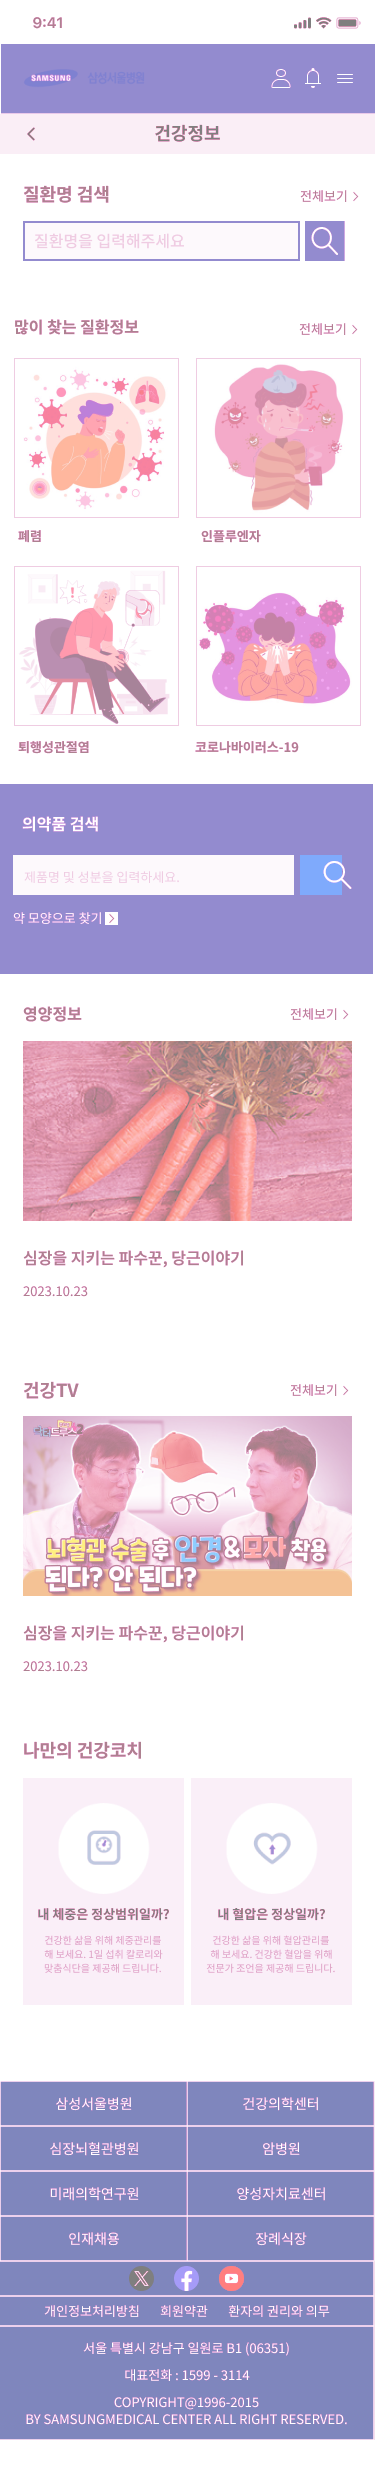 9:41
SAMSUNG 삼성서울병원
건강정보
질환명 검색
전체보기
질환명을 입력해주세요
많이 찾는 질환정보
전체보기
폐렴
인플루엔자
퇴행성관절염
코로나바이러스-19
의약품 검색
제품명 및 성분을 입력하세요.
약 모양으로 찾기
영양정보
전체보기
심장을 지키는 파수꾼, 당근이야기
2023.10.23
건강TV
전체보기
뇌혈관 수술 후 안경&모자 착용
된다? 안 된다?
심장을 지키는 파수꾼, 당근이야기
2023.10.23
나만의 건강코치
내 체중은 정상범위일까?
건강한 삶을 위해 체중관리를
해 보세요. 1일 섭취 칼로리와
맞춤식단을 제공해 드립니다.
내 혈압은 정상일까?
건강한 삶을 위해 혈압관리를
해 보세요. 건강한 혈압을 위해
전문가 조언을 제공해 드립니다.
삼성서울병원
건강의학센터
심장뇌혈관병원
암병원
미래의학연구원
양성자치료센터
인재채용
장례식장
개인정보처리방침 회원약관 환자의 권리와 의무
서울 특별시 강남구 일원로 B1 (06351)
대표전화 : 1599 - 3114
COPYRIGHT@1996-2015
BY SAMSUNGMEDICAL CENTER ALL RIGHT RESERVED.